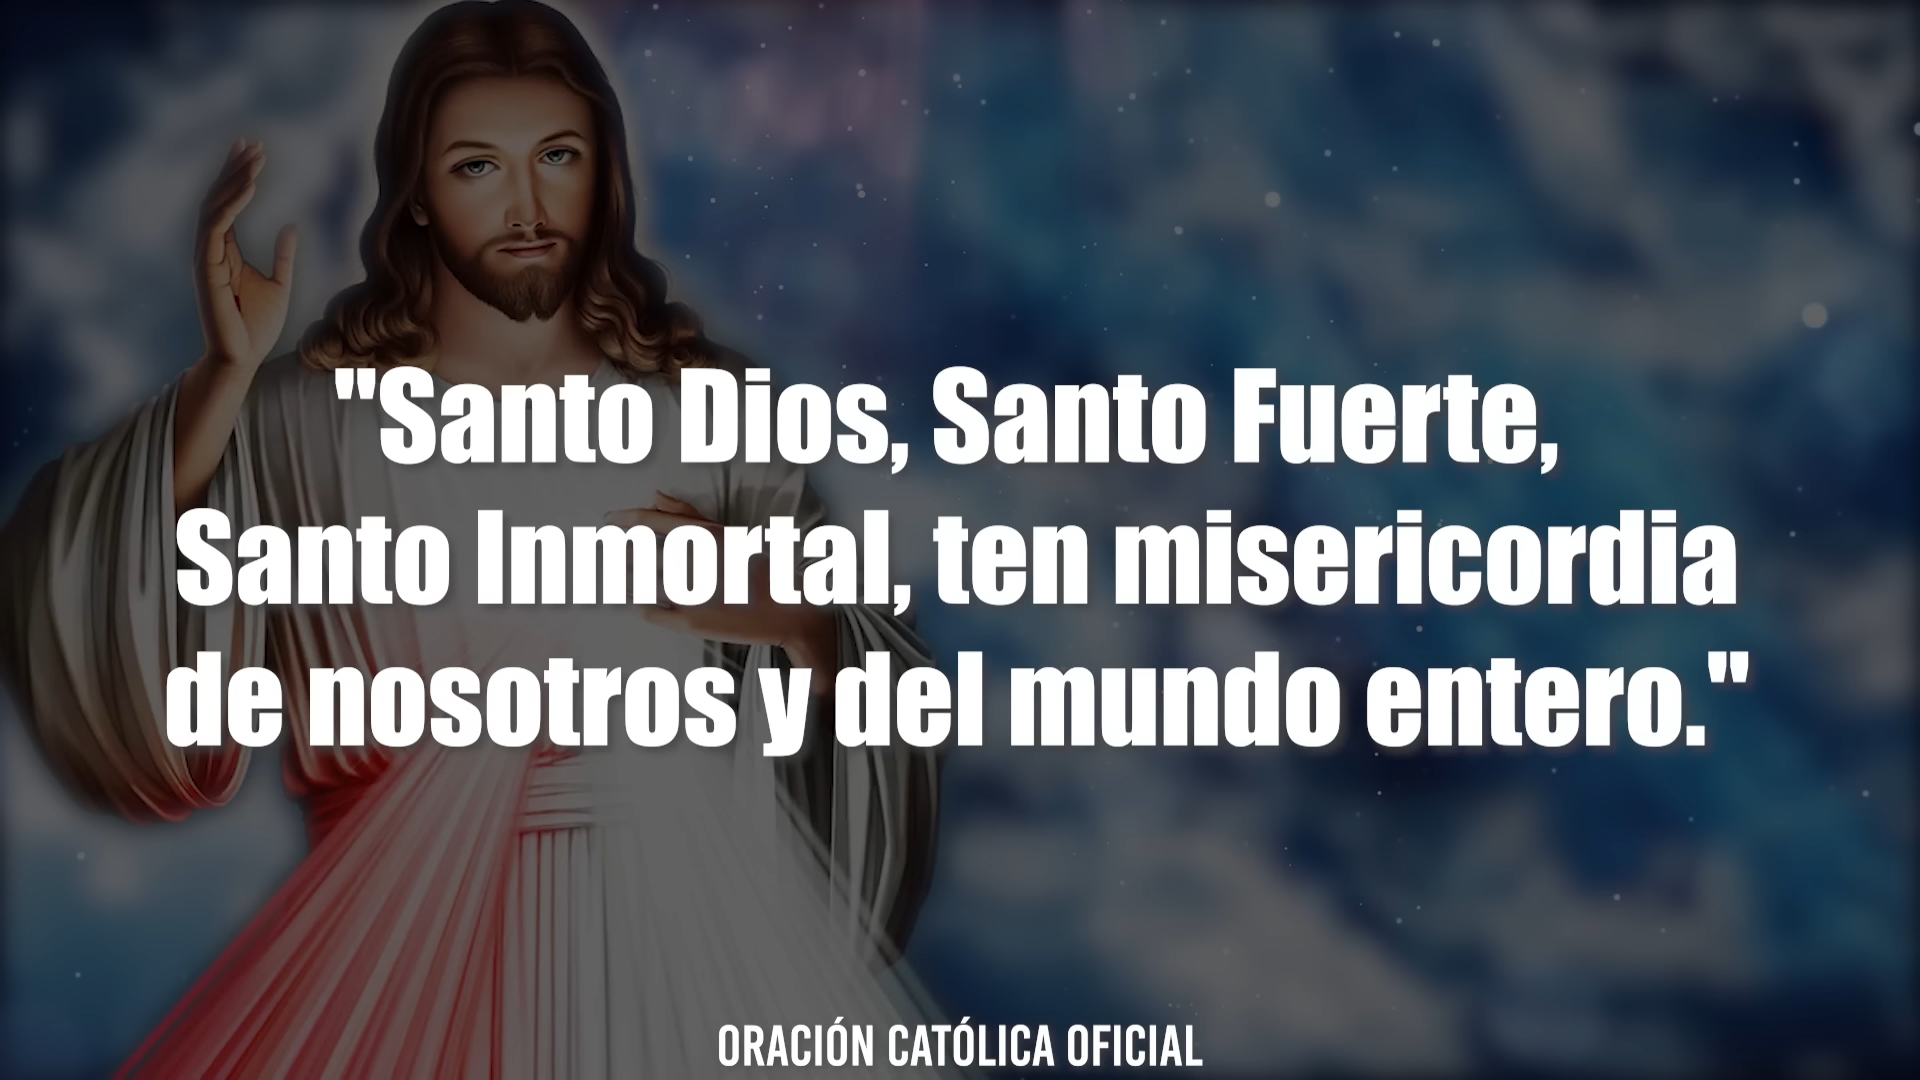 "Santo Dios, Santo Fuerte,
Santo Inmortal, ten misericordia
de nosotros y del mundo entero."
ORACIÓN CATÓLICA OFICIAL